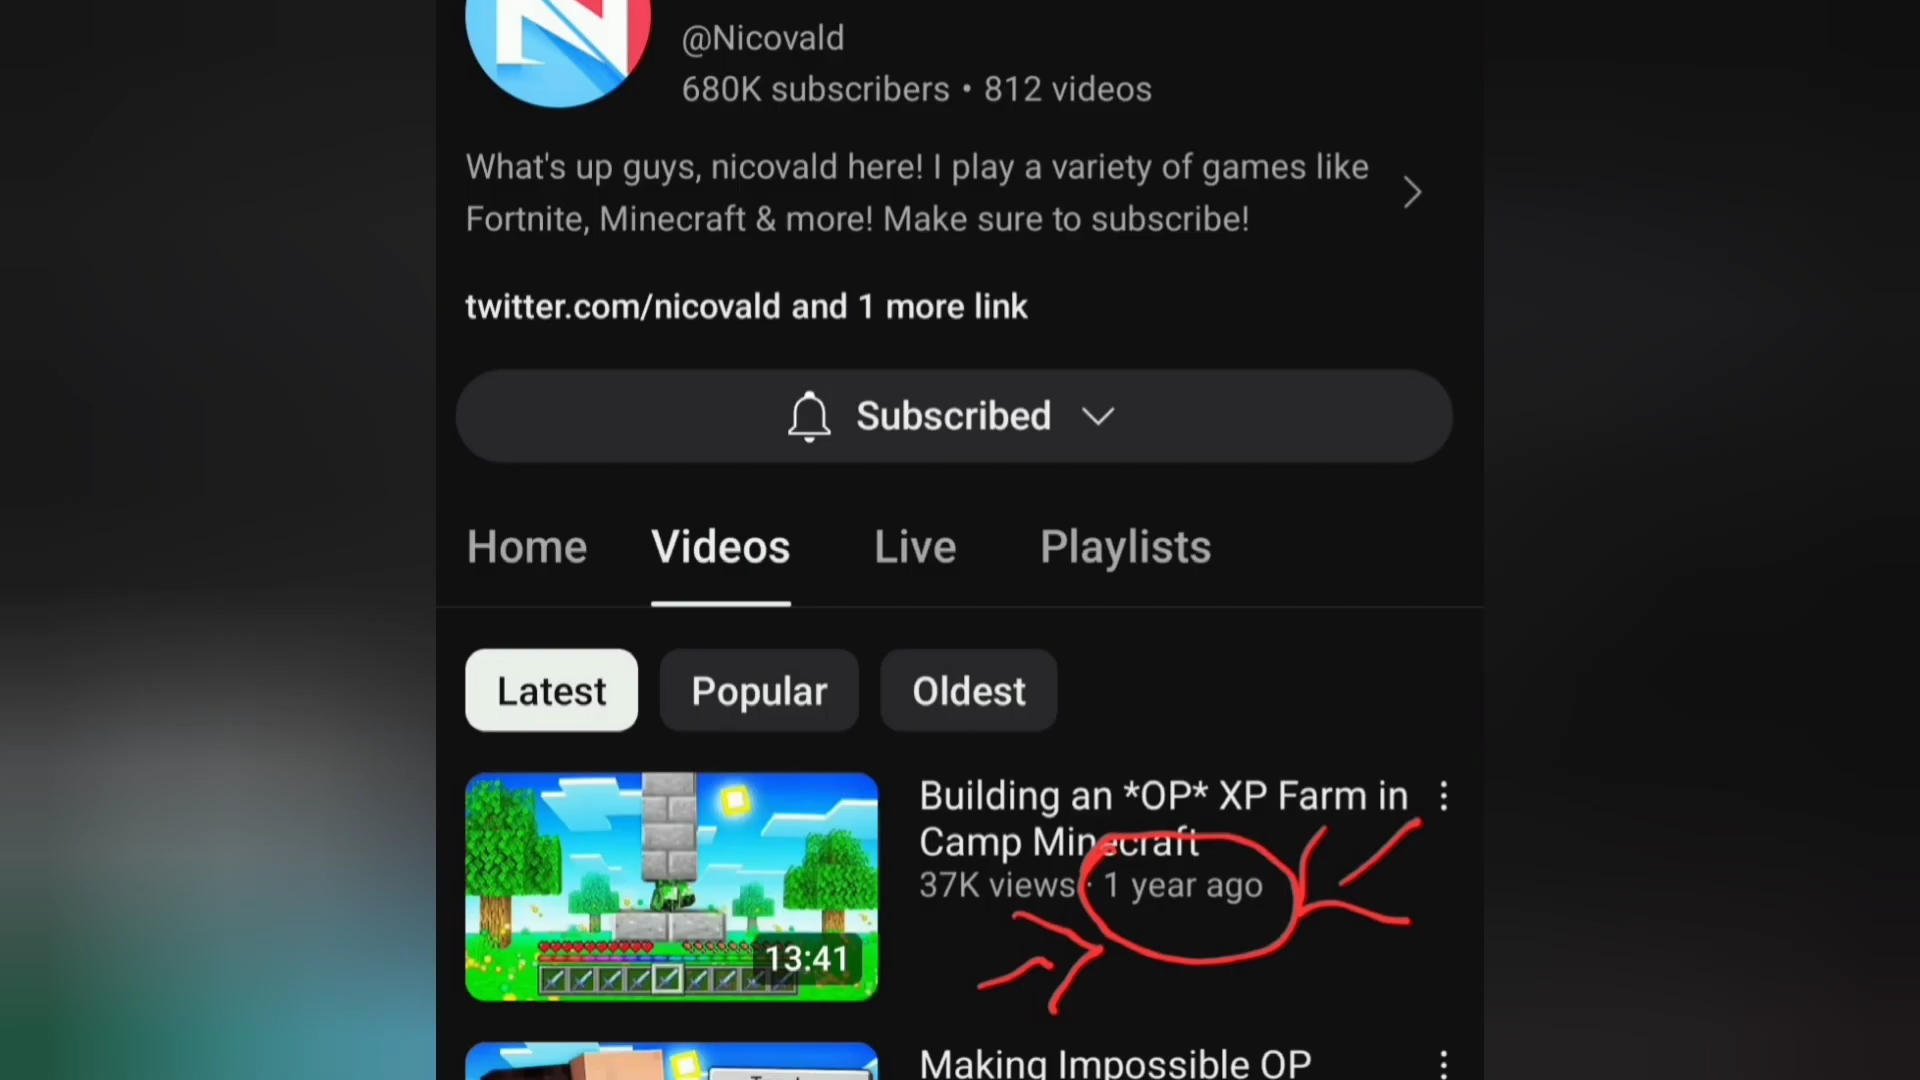 @Nicovald
680K subscribers • 812 videos
What's up guys, nicovald here! I play a variety of games like
Fortnite, Minecraft & more! Make sure to subscribe!
twitter.com/nicovald and 1 more link
Subscribed
Home Videos Live Playlists
Latest Popular Oldest
Building an *OP* XP Farm in
Camp Minecraft
37K views · 1 year ago
13:41
Making Impossible OP